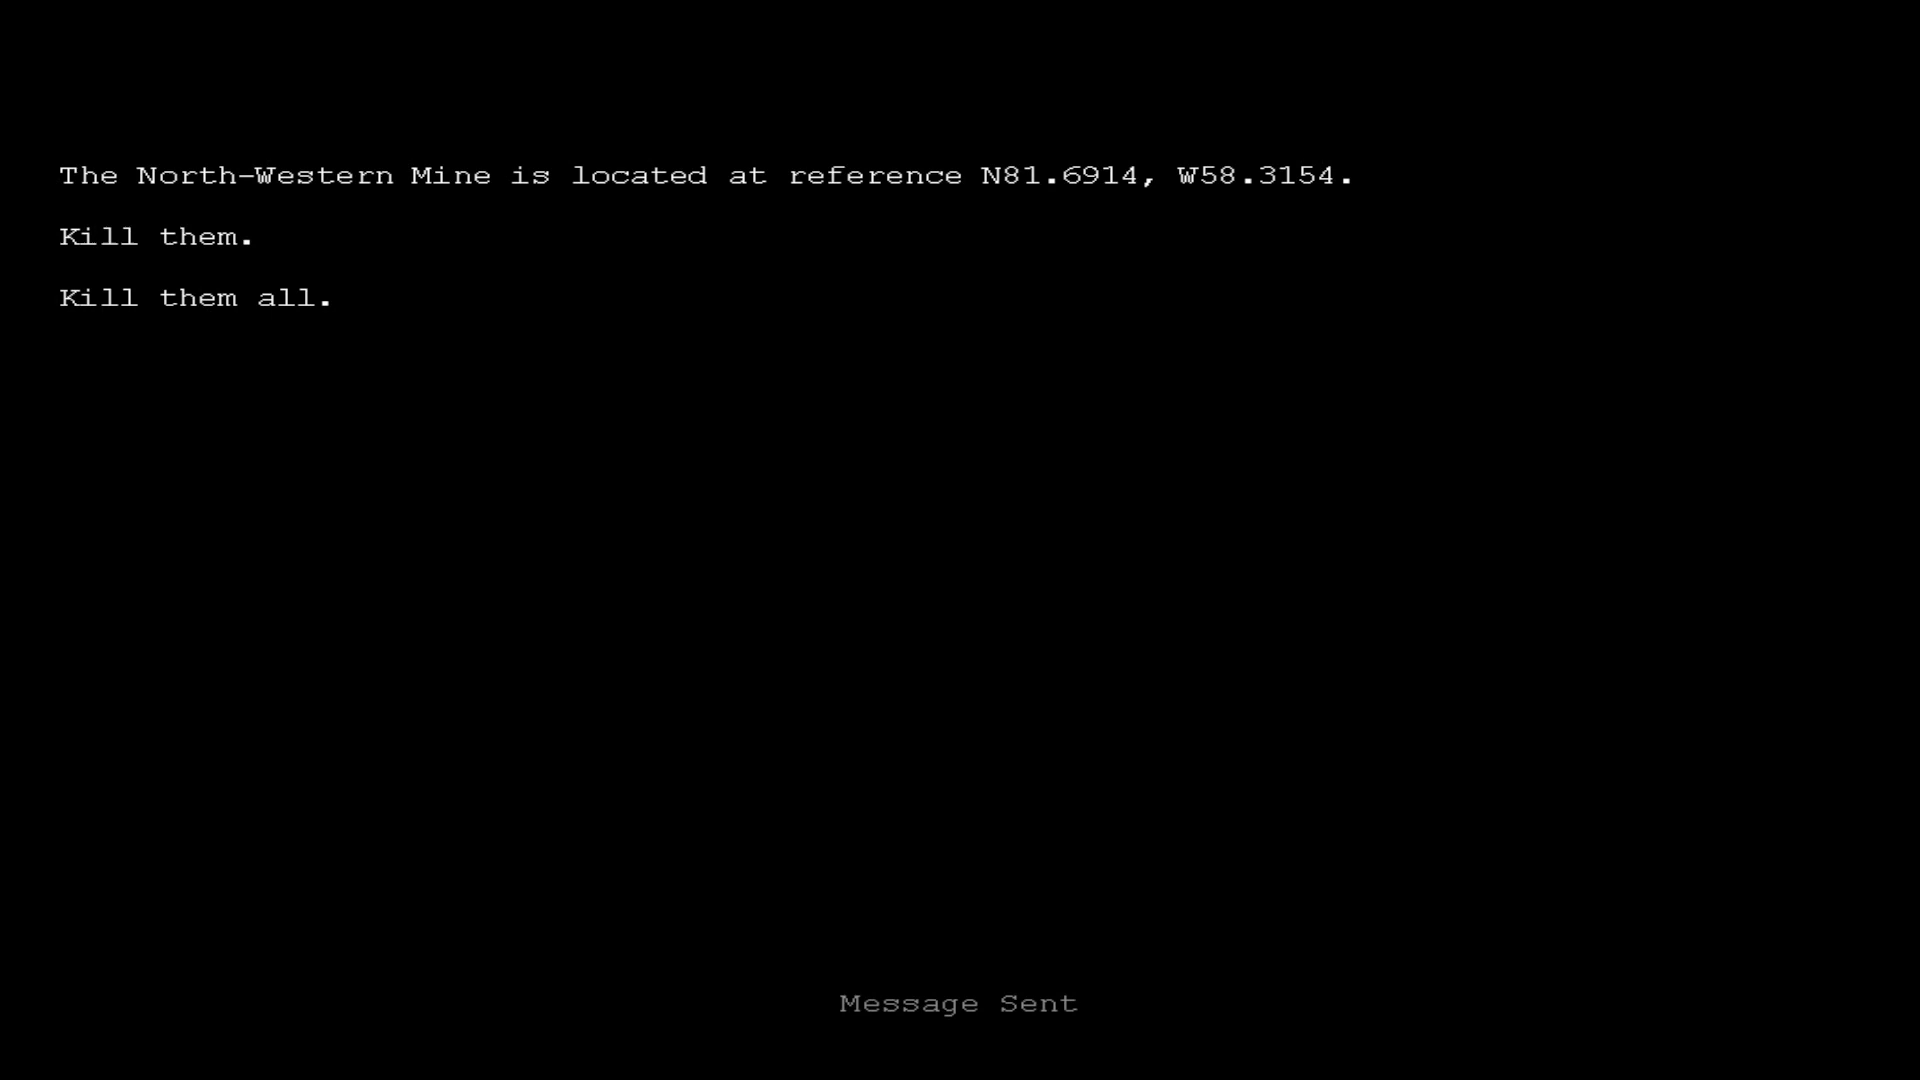 The North-Western Mine is located at reference N81.6914, W58.3154.
Kill them.
Kill them all.
Message Sent